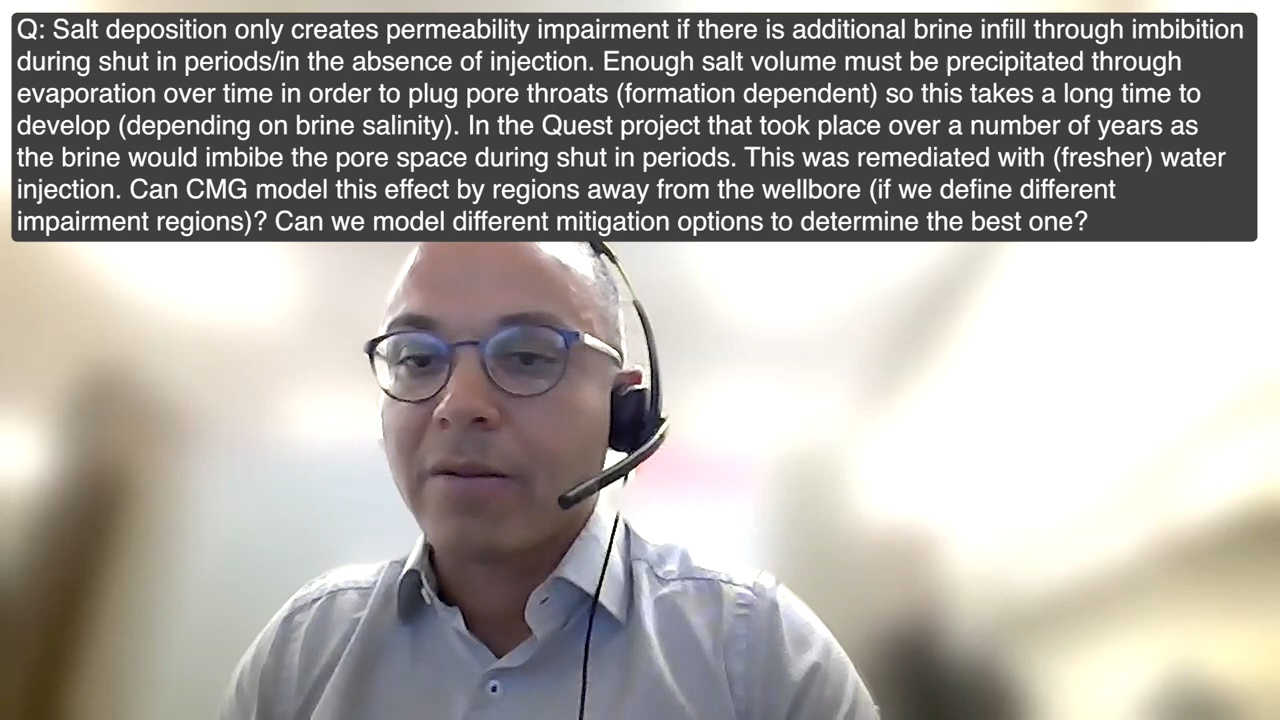 Q: Salt deposition only creates permeability impairment if there is additional brine infill through imbibition
during shut in periods/in the absence of injection. Enough salt volume must be precipitated through
evaporation over time in order to plug pore throats (formation dependent) so this takes a long time to
develop (depending on brine salinity). In the Quest project that took place over a number of years as
the brine would imbibe the pore space during shut in periods. This was remediated with (fresher) water
injection. Can CMG model this effect by regions away from the wellbore (if we define different
impairment regions)? Can we model different mitigation options to determine the best one?